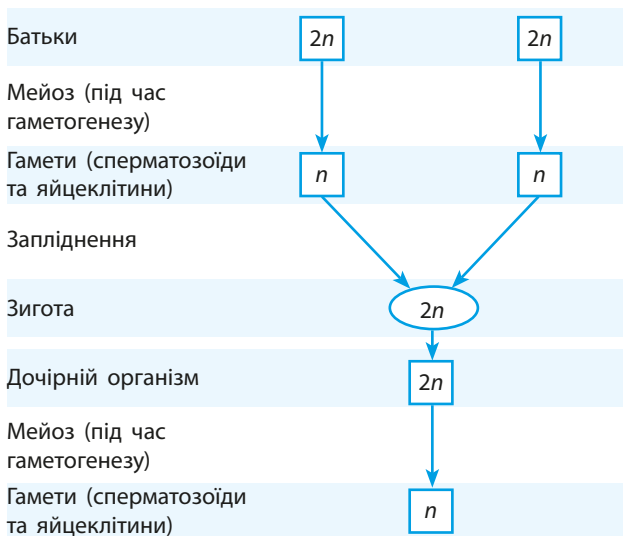 Батьки 2n 2n
Мейоз (під час
гаметогенезу)
Гамети (сперматозоїди
та яйцеклітини) n n
Запліднення
Зигота 2n
Дочірній організм 2n
Мейоз (під час
гаметогенезу)
Гамети (сперматозоїди
та яйцеклітини) n